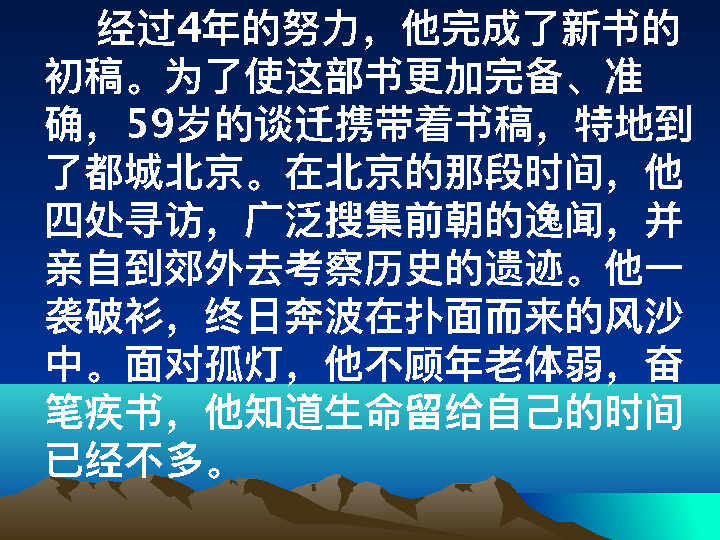 经过4年的努力，他完成了新书的
初稿。为了使这部书更加完备、准
确，59岁的谈迁携带着书稿，特地到
了都城北京。在北京的那段时间，他
四处寻访，广泛搜集前朝的逸闻，并
亲自到郊外去考察历史的遗迹。他一
袭破衫，终日奔波在扑面而来的风沙
中。面对孤灯，他不顾年老体弱，奋
笔疾书，他知道生命留给自己的时间
已经不多。